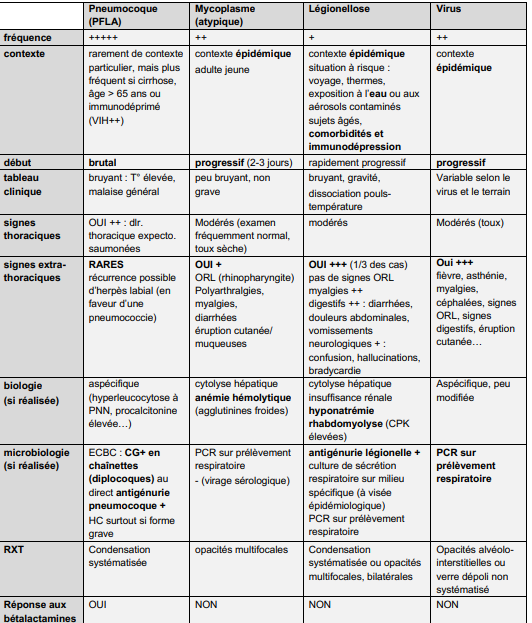 Pneumocoque
(PFLA)
Mycoplasme
(atypique)
Légionellose
Virus
fréquence
+++++
++
+
++
contexte
rarement de contexte
particulier, mais plus
fréquent si cirrhose,
âge > 65 ans ou
immunodéprimé
(VIH++)
contexte épidémique
adulte jeune
contexte épidémique
situation à risque :
voyage, thermes,
exposition à l'eau ou aux
aérosols contaminés
sujets âgés,
comorbidités et
immunodépression
contexte
épidémique
début
brutal
progressif (2-3 jours)
rapidement progressif
progressif
tableau
clinique
bruyant : T° élevée,
malaise général
peu bruyant, non
grave
bruyant, gravité,
dissociation pouls-
température
Variable selon le
virus et le terrain
signes
thoraciques
OUI ++ : dlr.
thoracique expecto.
saumonées
Modérés (examen
fréquemment normal,
toux sèche)
modérés
Modérés (toux)
signes extra-
thoraciques
RARES
récurrence possible
d'herpès labial (en
faveur d'une
pneumococcie)
OUI +
ORL (rhinopharyngite)
Polyarthralgies,
myalgies,
diarrhées
éruption cutanée/
muqueuses
OUI +++ (1/3 des cas)
pas de signes ORL
myalgies ++
digestifs ++ : diarrhées,
douleurs abdominales,
vomissements
neurologiques + :
confusion, hallucinations,
bradycardie
Oui +++
fièvre, asthénie,
myalgies,
céphalées, signes
ORL, signes
digestifs, éruption
cutanée…
biologie
(si réalisée)
aspécifique
(hyperleucocytose à
PNN, procalcitonine
élevée…)
cytolyse hépatique
anémie hémolytique
(agglutinines froides)
cytolyse hépatique
insuffisance rénale
hyponatrémie
rhabdomyolyse (CPK
élevées)
Aspécifique, peu
modifiée
microbiologie
(si réalisée)
ECBC : CG+ en
chaînettes
(diplocoques) au
direct antigénurie
pneumocoque +
HC surtout si forme
grave
PCR sur prélèvement
respiratoire
- (virage sérologique)
antigénurie légionelle +
culture de sécrétion
respiratoire sur milieu
spécifique (à visée
épidémiologique)
PCR sur prélèvement
respiratoire
PCR sur
prélèvement
respiratoire
RXT
Condensation
systématisée
opacités multifocales
Condensation
systématisée ou opacités
multifocales, bilatérales
Opacités alvéolo-
interstitielles ou
verre dépoli non
systématisé
Réponse aux
bétalactamines
OUI
NON
NON
NON